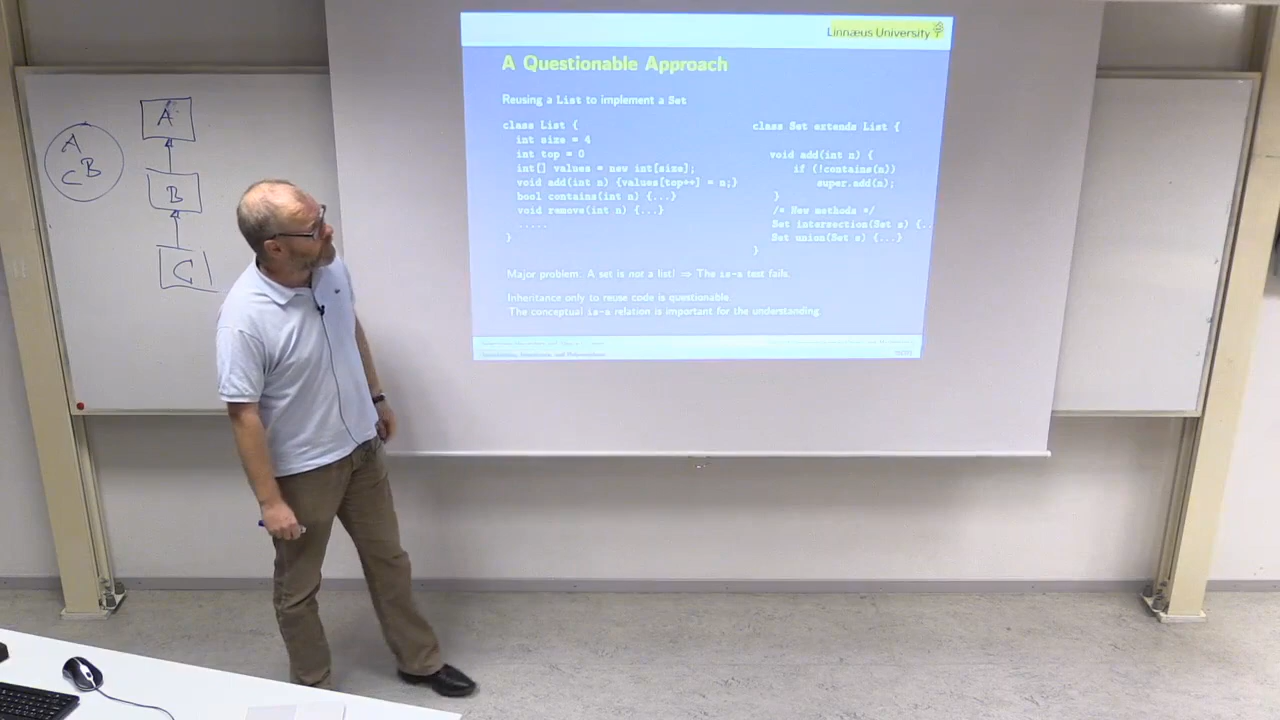 Linnæus University
A Questionable Approach
Reusing a List to implement a Set
class List {
int size = 4
int top = 0
int[] values = new int[size];
void add(int n) {values[top++] = n;}
bool contains(int n) {...}
void remove(int n) {...}
.....
}
class Set extends List {
void add(int n) {
if (!contains(n))
super.add(n);
}
/* New methods */
Set intersection(Set s) {..
Set union(Set s) {...}
}
Major problem: A set is not a list! ⇒ The is-a test fails.
Inheritance only to reuse code is questionable.
The conceptual is-a relation is important for the understanding.
A
B
C
A
B
C